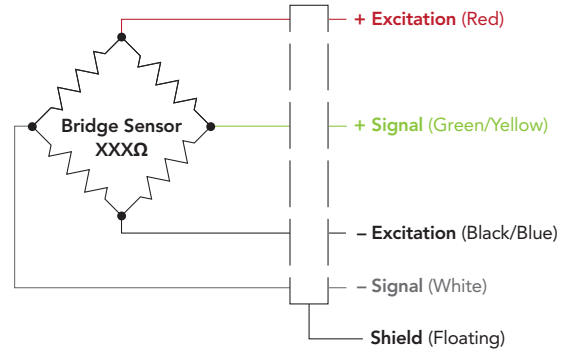 + Excitation (Red)
+ Signal (Green/Yellow)
Bridge Sensor
XXXΩ
– Excitation (Black/Blue)
– Signal (White)
Shield (Floating)